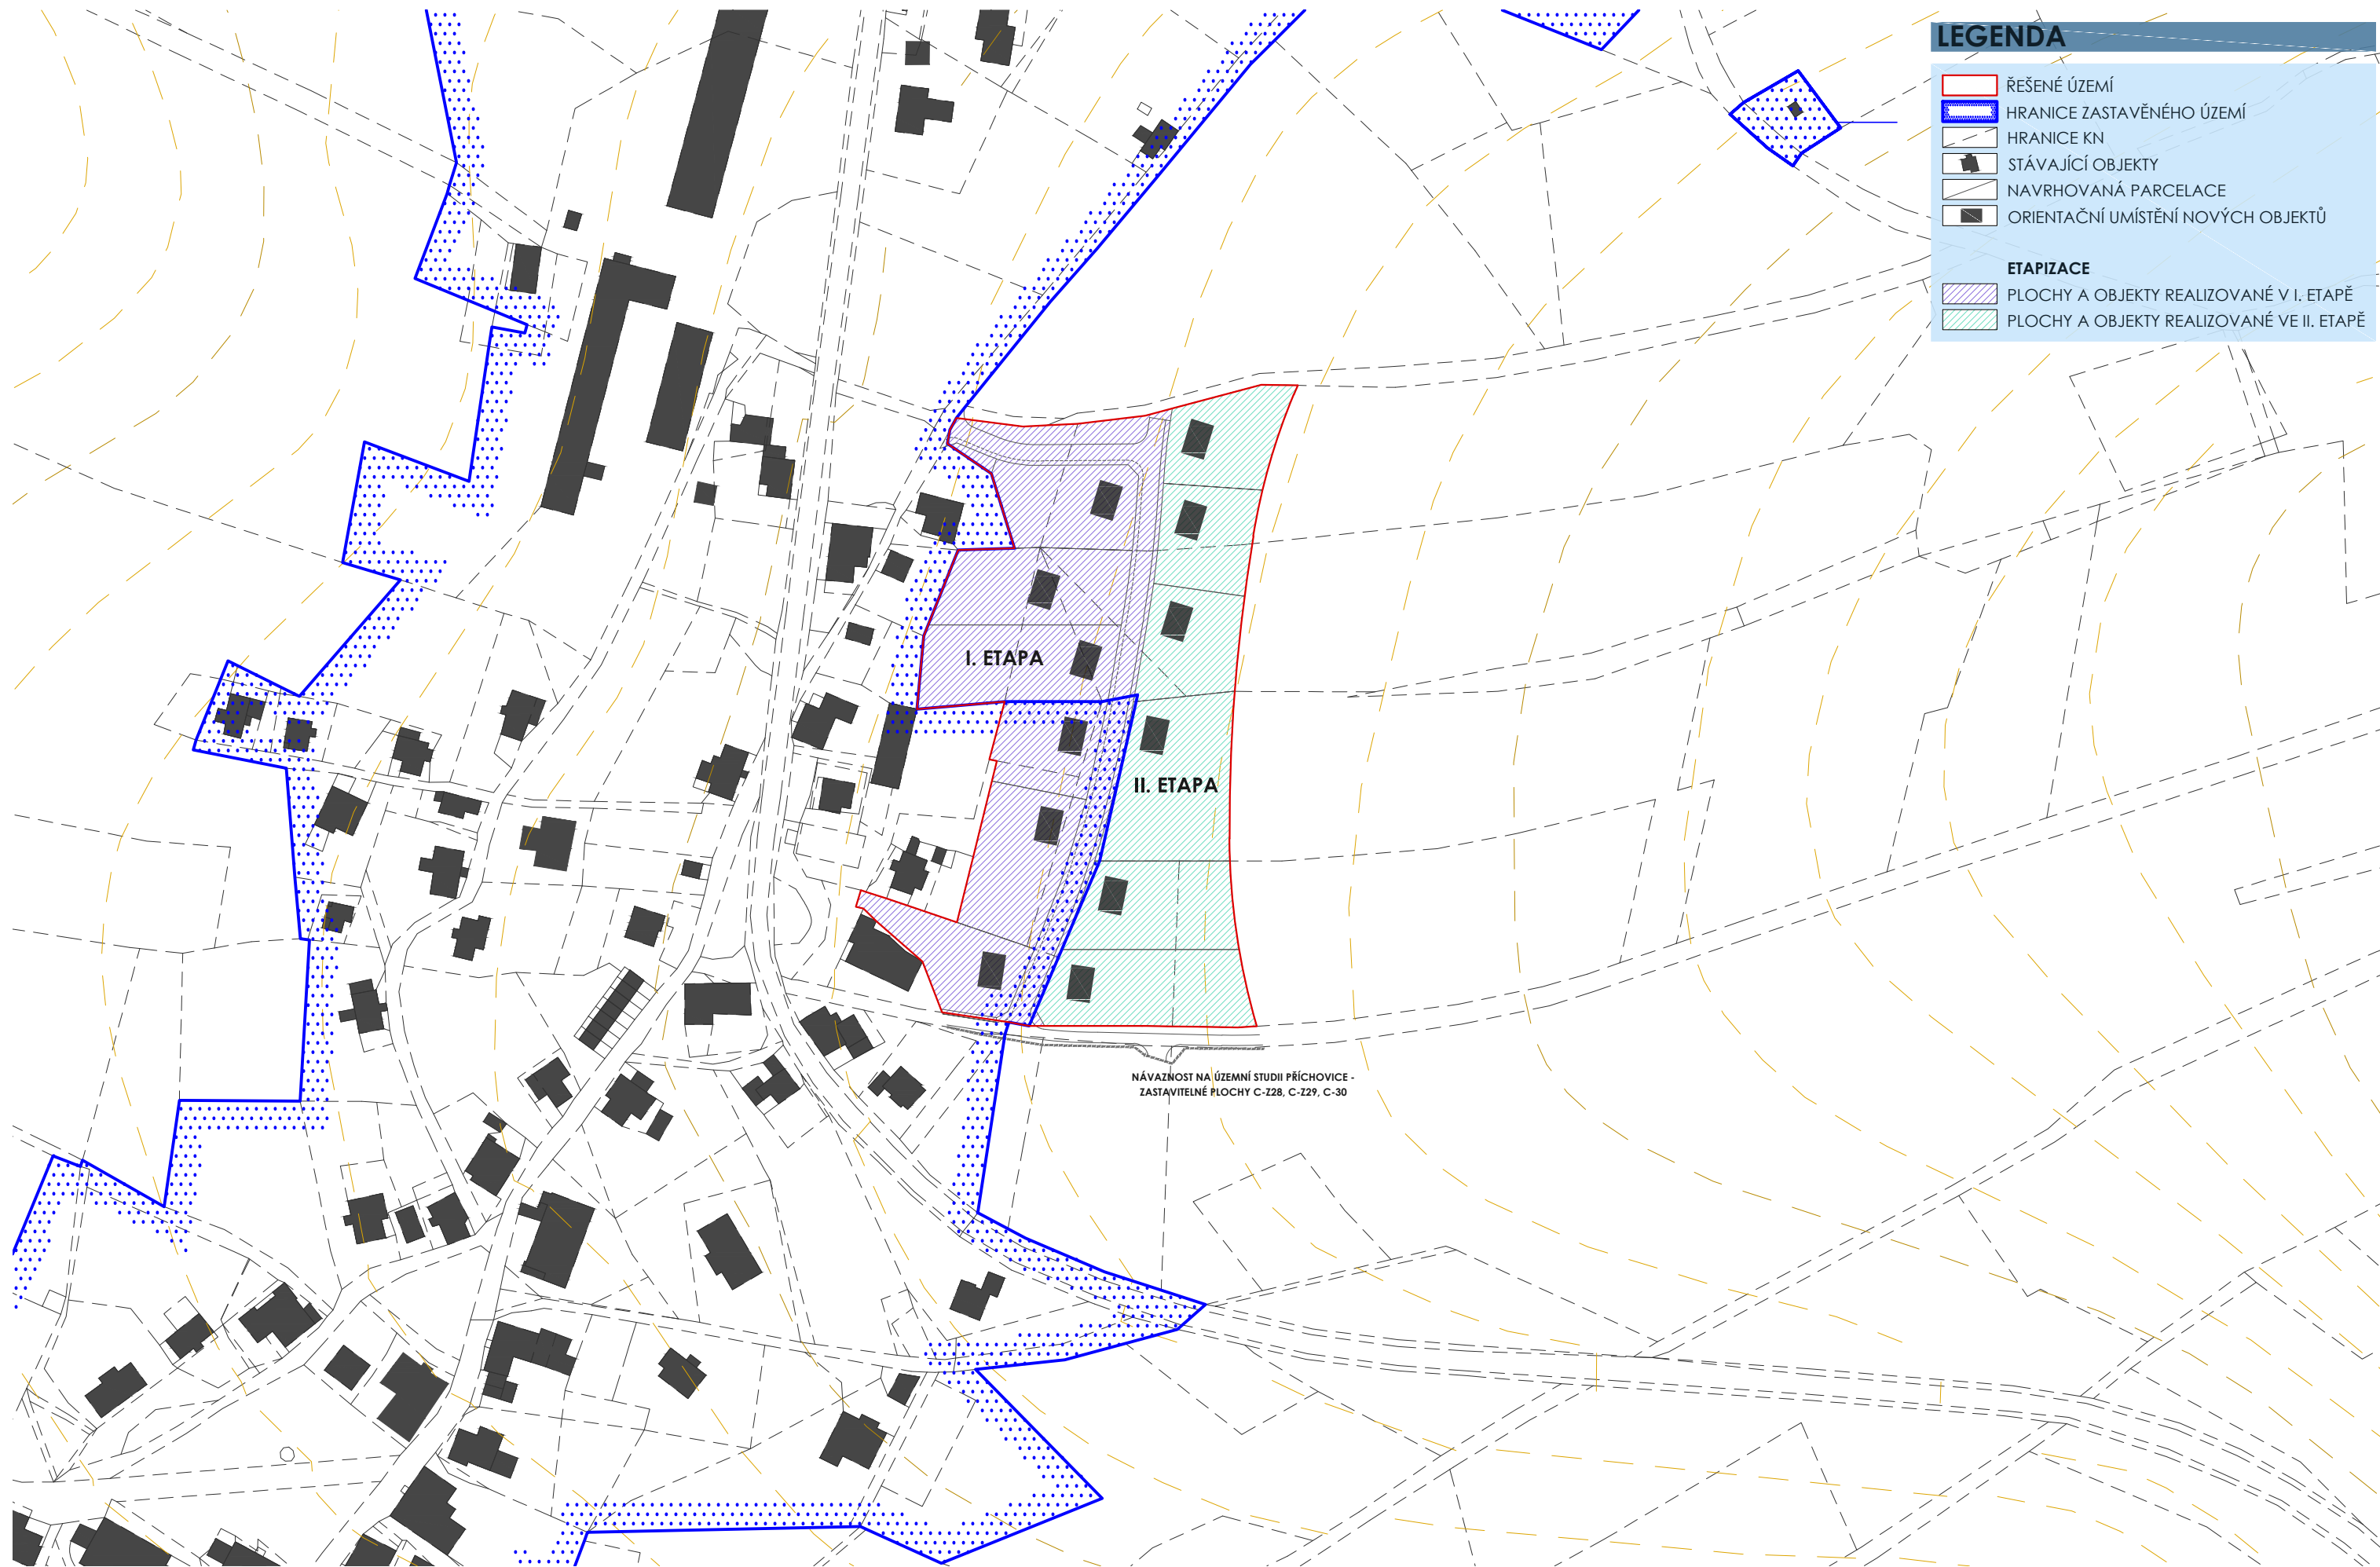 LEGENDA
ŘEŠENÉ ÚZEMÍ
HRANICE ZASTAVĚNÉHO ÚZEMÍ
HRANICE KN
STÁVAJÍCÍ OBJEKTY
NAVRHOVANÁ PARCELACE
ORIENTAČNÍ UMÍSTĚNÍ NOVÝCH OBJEKTŮ
ETAPIZACE
PLOCHY A OBJEKTY REALIZOVANÉ V I. ETAPĚ
PLOCHY A OBJEKTY REALIZOVANÉ VE II. ETAPĚ
I. ETAPA
II. ETAPA
NÁVAZNOST NA ÚZEMNÍ STUDII PŘÍCHOVICE -
ZASTAVITELNÉ PLOCHY C-Z28, C-Z29, C-30